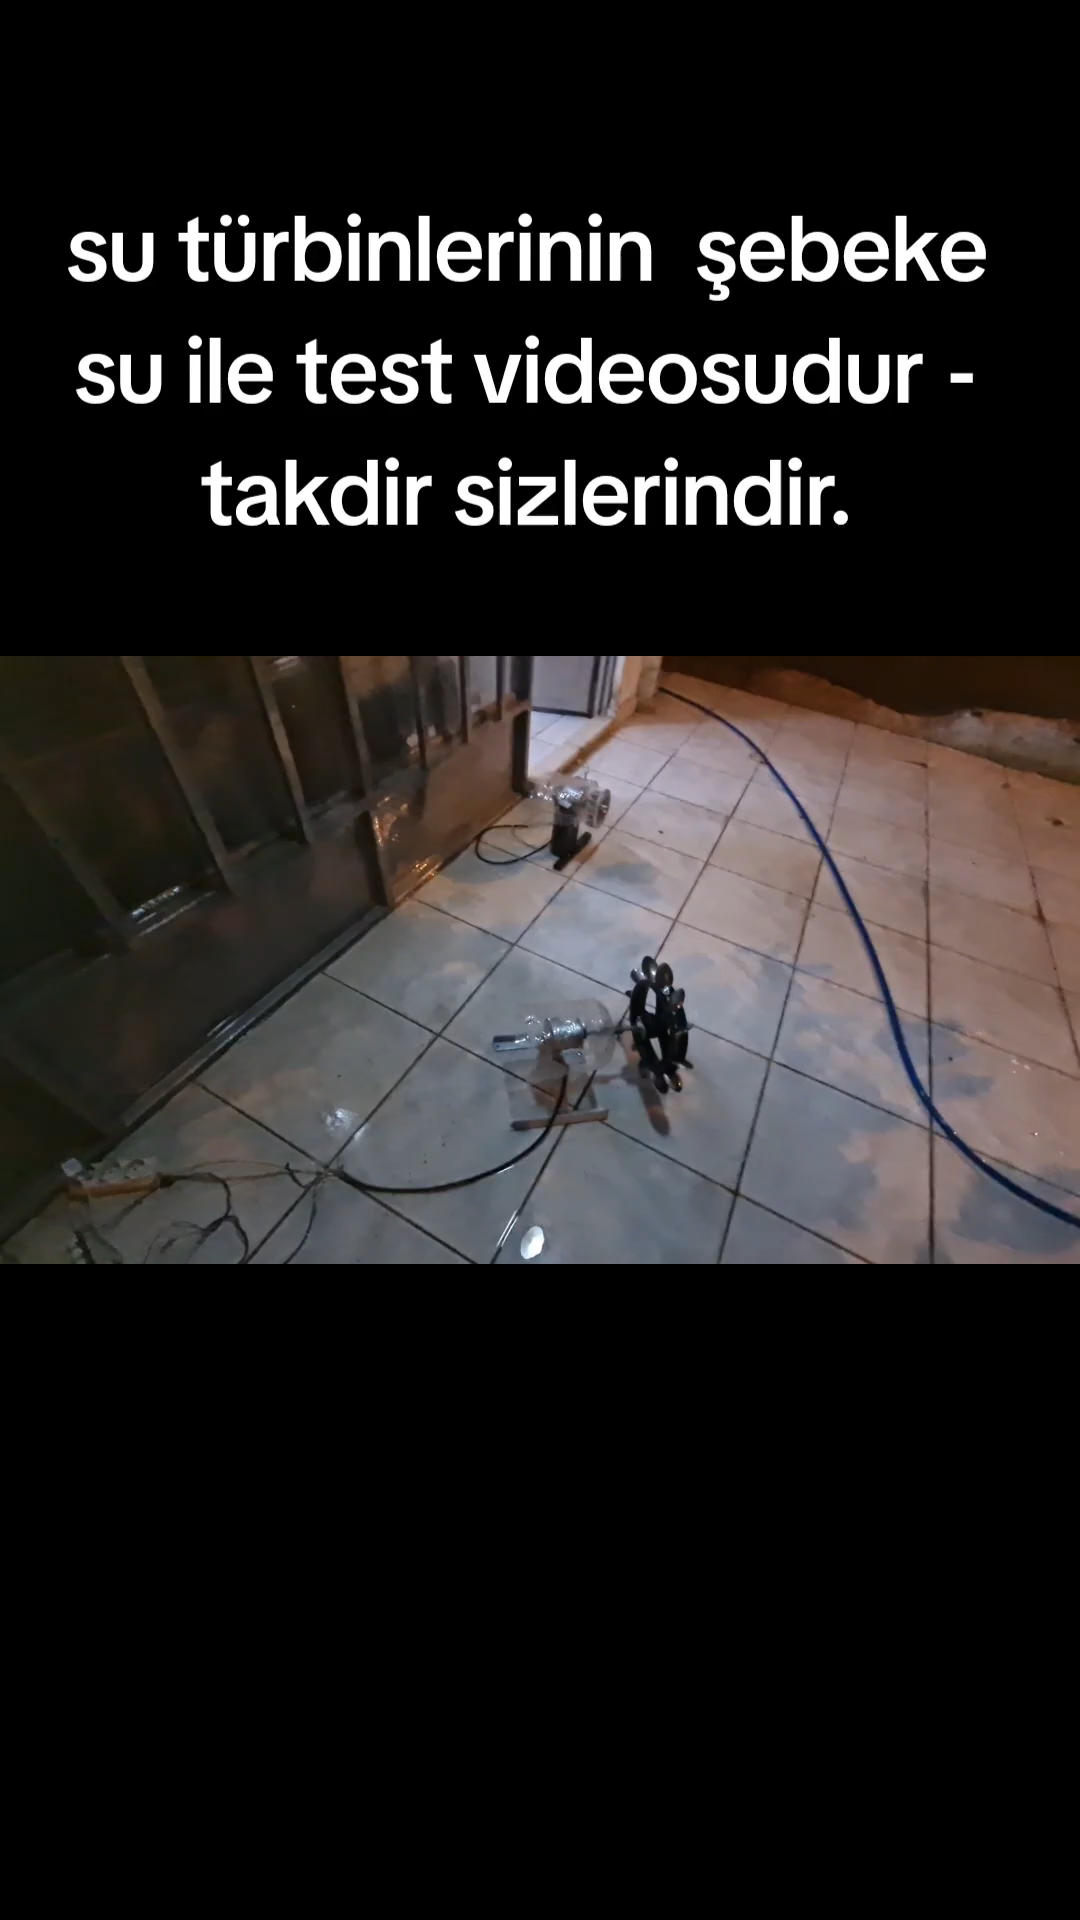 su türbinlerinin  şebeke
su ile test videosudur -
takdir sizlerindir.